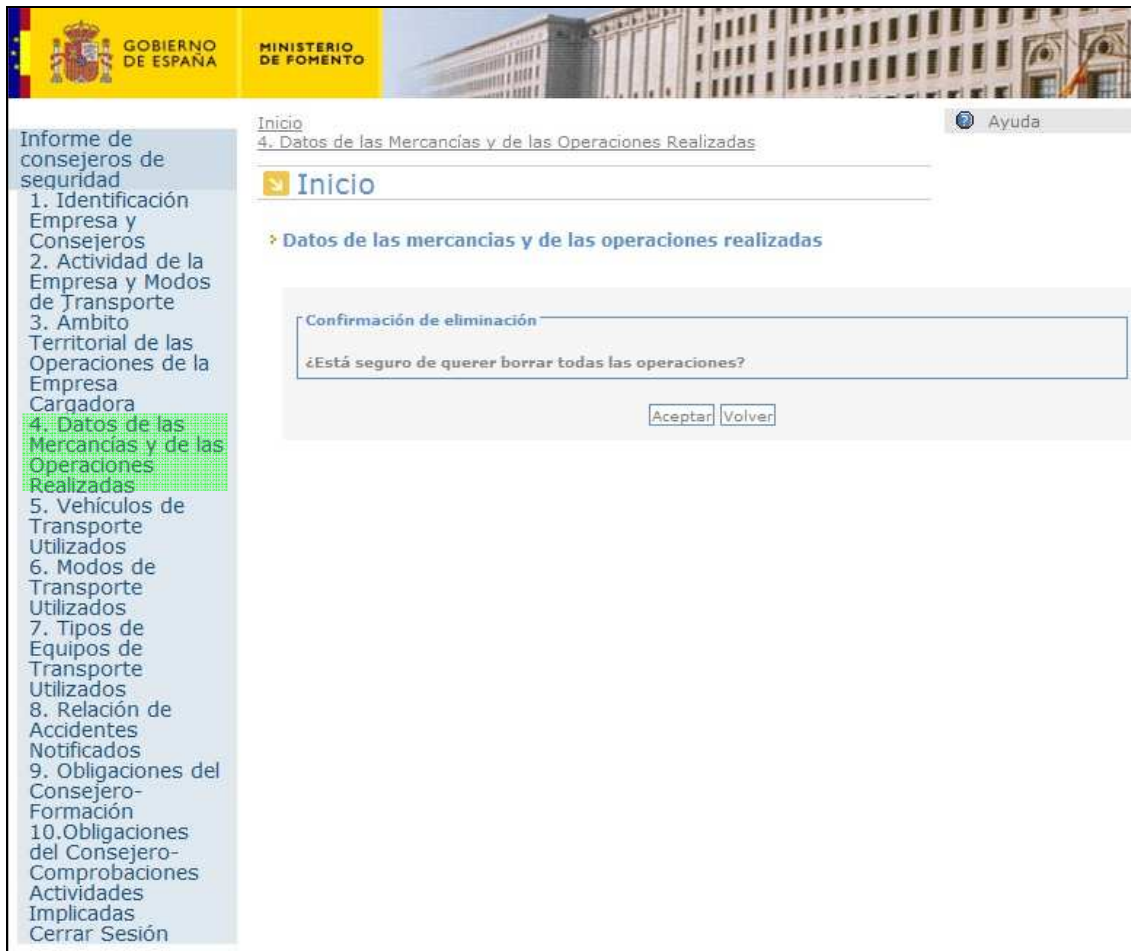 GOBIERNO
DE ESPAÑA
MINISTERIO
DE FOMENTO
Inicio
4. Datos de las Mercancías y de las Operaciones Realizadas
Ayuda
Inicio
Datos de las mercancias y de las operaciones realizadas
Confirmación de eliminación
¿Está seguro de querer borrar todas las operaciones?
Aceptar Volver
Informe de
consejeros de
seguridad
1. Identificación
Empresa y
Consejeros
2. Actividad de la
Empresa y Modos
de Transporte
3. Ámbito
Territorial de las
Operaciones de la
Empresa
Cargadora
4. Datos de las
Mercancías y de las
Operaciones
Realizadas
5. Vehículos de
Transporte
Utilizados
6. Modos de
Transporte
Utilizados
7. Tipos de
Equipos de
Transporte
Utilizados
8. Relación de
Accidentes
Notificados
9. Obligaciones del
Consejero-
Formación
10.Obligaciones
del Consejero-
Comprobaciones
Actividades
Implicadas
Cerrar Sesión